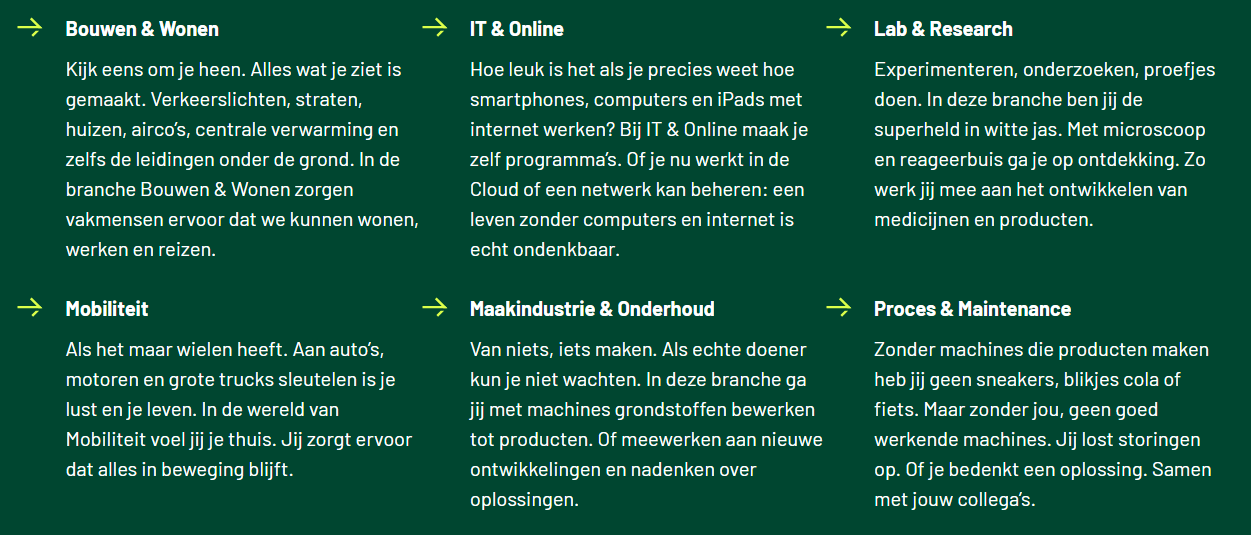 Bouwen & Wonen
Kijk eens om je heen. Alles wat je ziet is
gemaakt. Verkeerslichten, straten,
huizen, airco's, centrale verwarming en
zelfs de leidingen onder de grond. In de
branche Bouwen & Wonen zorgen
vakmensen ervoor dat we kunnen wonen,
werken en reizen.
IT & Online
Hoe leuk is het als je precies weet hoe
smartphones, computers en iPads met
internet werken? Bij IT & Online maak je
zelf programma's. Of je nu werkt in de
Cloud of een netwerk kan beheren: een
leven zonder computers en internet is
echt ondenkbaar.
Lab & Research
Experimenteren, onderzoeken, proefjes
doen. In deze branche ben jij de
superheld in witte jas. Met microscoop
en reageerbuis ga je op ontdekking. Zo
werk jij mee aan het ontwikkelen van
medicijnen en producten.
Mobiliteit
Als het maar wielen heeft. Aan auto's,
motoren en grote trucks sleutelen is je
lust en je leven. In de wereld van
Mobiliteit voel jij je thuis. Jij zorgt ervoor
dat alles in beweging blijft.
Maakindustrie & Onderhoud
Van niets, iets maken. Als echte doener
kun je niet wachten. In deze branche ga
jij met machines grondstoffen bewerken
tot producten. Of meewerken aan nieuwe
ontwikkelingen en nadenken over
oplossingen.
Proces & Maintenance
Zonder machines die producten maken
heb jij geen sneakers, blikjes cola of
fiets. Maar zonder jou, geen goed
werkende machines. Jij lost storingen
op. Of je bedenkt een oplossing. Samen
met jouw collega's.